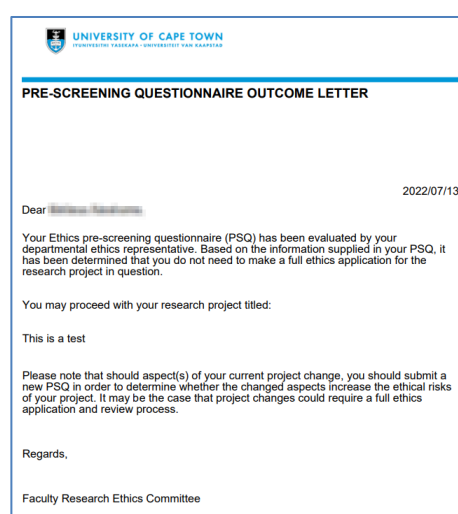 UNIVERSITY OF CAPE TOWN
IYUNIVESITHI YASEKAPA · UNIVERSITEIT VAN KAAPSTAD
PRE-SCREENING QUESTIONNAIRE OUTCOME LETTER
2022/07/13
Dear
Your Ethics pre-screening questionnaire (PSQ) has been evaluated by your
departmental ethics representative. Based on the information supplied in your PSQ, it
has been determined that you do not need to make a full ethics application for the
research project in question.
You may proceed with your research project titled:
This is a test
Please note that should aspect(s) of your current project change, you should submit a
new PSQ in order to determine whether the changed aspects increase the ethical risks
of your project. It may be the case that project changes could require a full ethics
application and review process.
Regards,
Faculty Research Ethics Committee